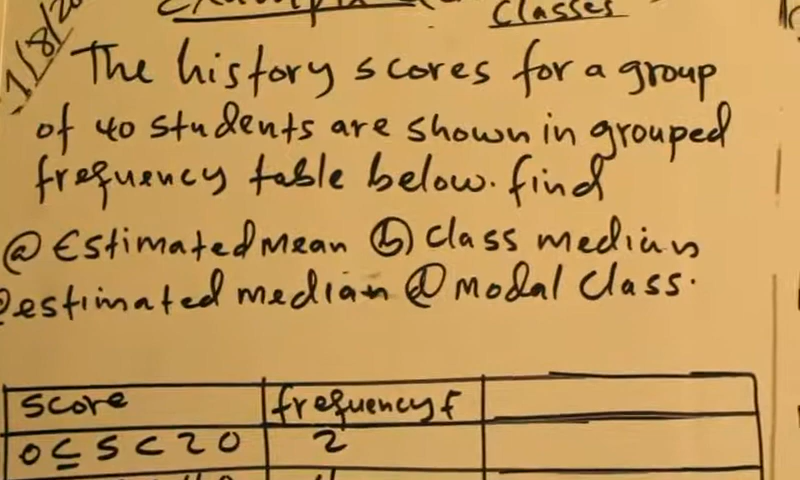 Classes
The history scores for a group
of 40 students are shown in grouped
frequency table below. find
ⓐ Estimated Mean ⓑ Class median
estimated median ⓓ modal Class.
Score frequency f
0 ≤ S < 20 2